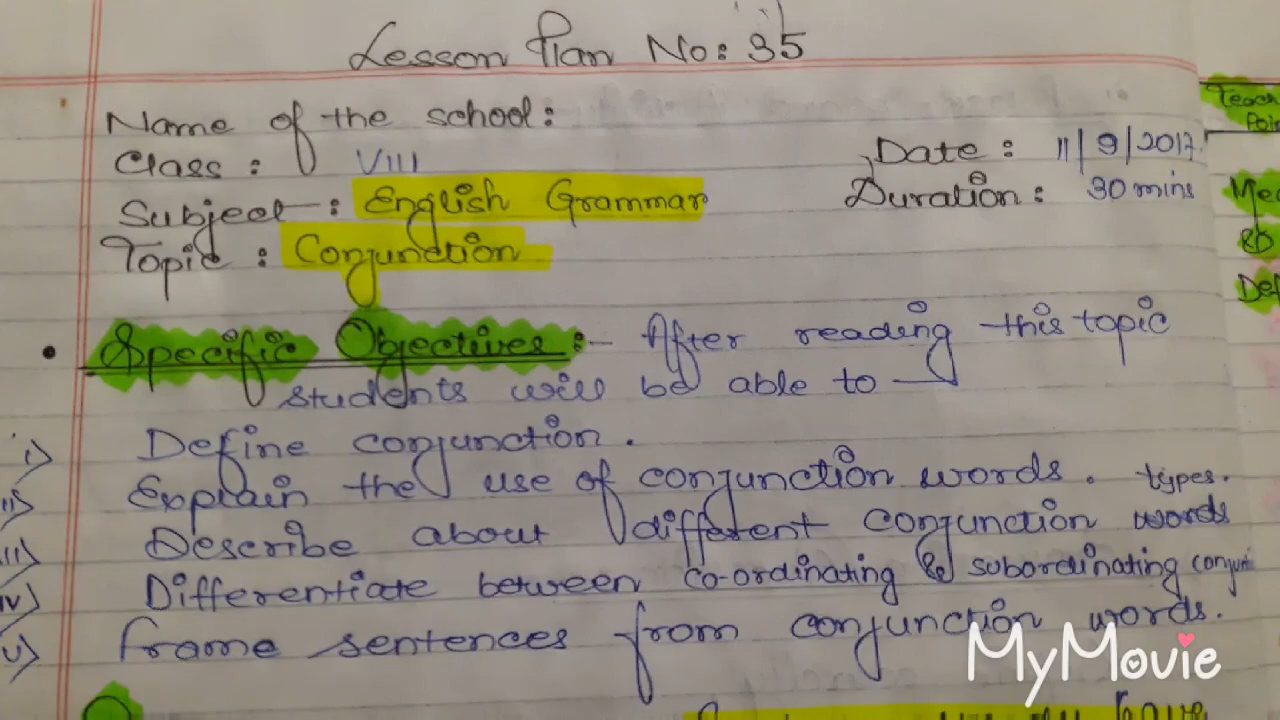 Lesson Plan No: 35
Name of the school:
Class: VIII
Date: 11/9/2017
Subject: English Grammar
Duration: 30 mins
Topic: Conjunction
• Specific Objectives:- After reading this topic
students will be able to —
i) Define conjunction.
ii) Explain the use of conjunction words. types.
iii) Describe about different conjunction words
iv) Differentiate between co-ordinating & subordinating
v) Frame sentences from conjunction words.
MyMovie
have